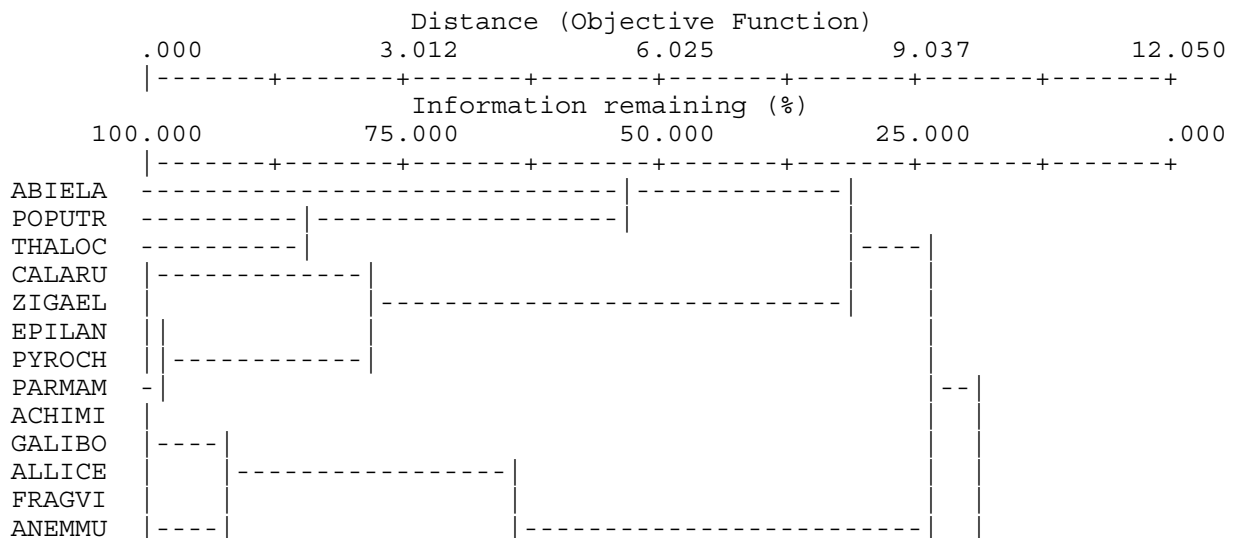 Distance (Objective Function)
.000 3.012 6.025 9.037 12.050
|-------+-------+-------+-------+-------+-------+-------+-------+
Information remaining (%)
100.000 75.000 50.000 25.000 .000
|-------+-------+-------+-------+-------+-------+-------+-------+
ABIELA
POPUTR
THALOC
CALARU
ZIGAEL
EPILAN
PYROCH
PARMAM
ACHIMI
GALIBO
ALLICE
FRAGVI
ANEMMU